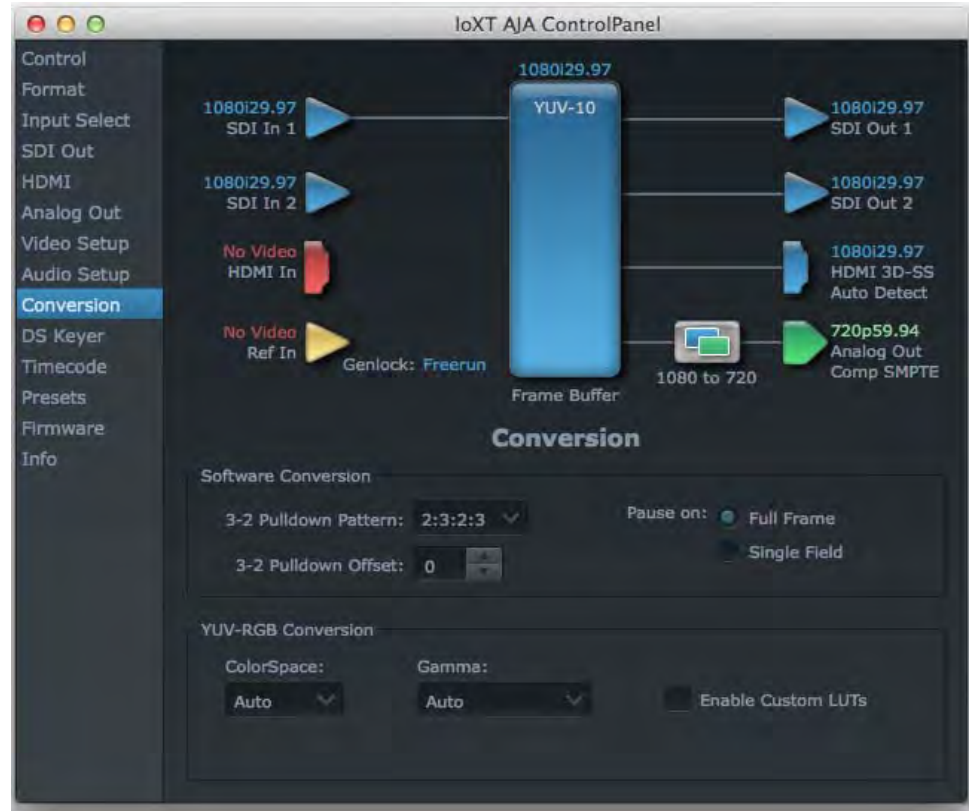 IoXT AJA ControlPanel
Control
Format
Input Select
SDI Out
HDMI
Analog Out
Video Setup
Audio Setup
Conversion
DS Keyer
Timecode
Presets
Firmware
Info
1080i29.97
YUV-10
1080i29.97
SDI In 1
1080i29.97
SDI In 2
No Video
HDMI In
No Video
Ref In
Genlock: Freerun
Frame Buffer
1080i29.97
SDI Out 1
1080i29.97
SDI Out 2
1080i29.97
HDMI 3D-SS
Auto Detect
1080 to 720
720p59.94
Analog Out
Comp SMPTE
Conversion
Software Conversion
3-2 Pulldown Pattern: 2:3:2:3
3-2 Pulldown Offset: 0
Pause on: Full Frame
Single Field
YUV-RGB Conversion
ColorSpace:
Auto
Gamma:
Auto
Enable Custom LUTs